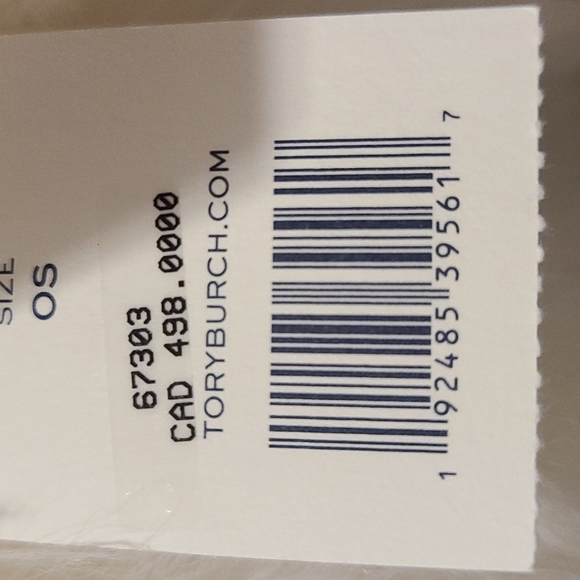 SIZE
OS
67303
CAD 498.0000
TORYBURCH.COM
1 92485 39561 7